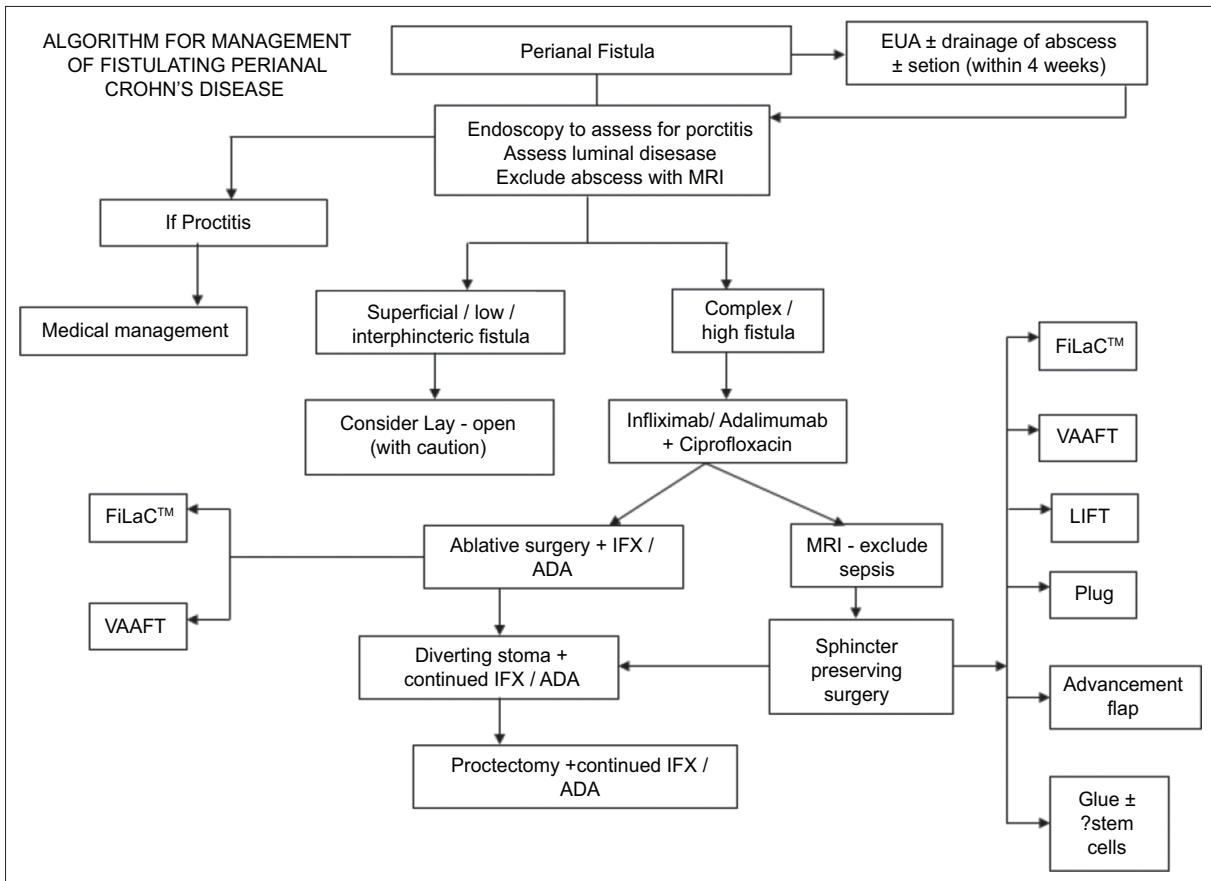 ALGORITHM FOR MANAGEMENT
OF FISTULATING PERIANAL
CROHN'S DISEASE
Perianal Fistula
EUA ± drainage of abscess
± setion (within 4 weeks)
Endoscopy to assess for porctitis
Assess luminal disesase
Exclude abscess with MRI
If Proctitis
Medical management
Superficial / low /
interphincteric fistula
Complex /
high fistula
Consider Lay - open
(with caution)
Infliximab/ Adalimumab
+ Ciprofloxacin
FiLaC™
VAAFT
Ablative surgery + IFX /
ADA
MRI - exclude
sepsis
Diverting stoma +
continued IFX / ADA
Sphincter
preserving
surgery
Proctectomy +continued IFX /
ADA
FiLaC™
VAAFT
LIFT
Plug
Advancement
flap
Glue ±
?stem
cells